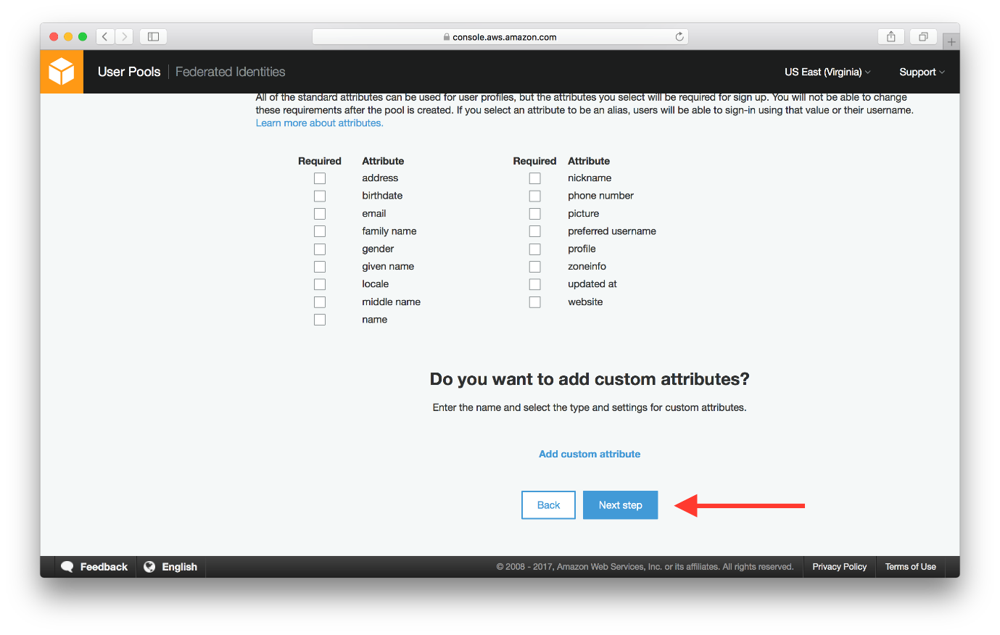 console.aws.amazon.com
User Pools Federated Identities US East (Virginia) Support
All of the standard attributes can be used for user profiles, but the attributes you select will be required for sign up. You will not be able to change
these requirements after the pool is created. If you select an attribute to be an alias, users will be able to sign-in using that value or their username.
Learn more about attributes.
Required Attribute Required Attribute
address nickname
birthdate phone number
email picture
family name preferred username
gender profile
given name zoneinfo
locale updated at
middle name website
name
Do you want to add custom attributes?
Enter the name and select the type and settings for custom attributes.
Add custom attribute
Back Next step
Feedback English © 2008 - 2017, Amazon Web Services, Inc. or its affiliates. All rights reserved. Privacy Policy Terms of Use